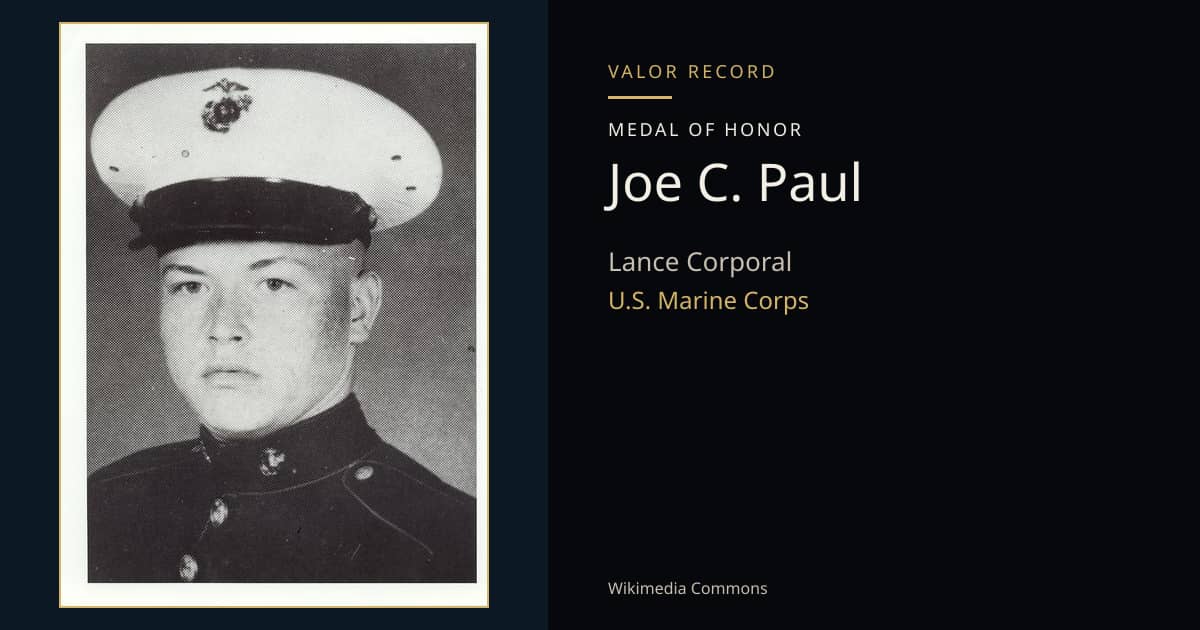 VALOR RECORD
MEDAL OF HONOR
Joe C. Paul
Lance Corporal
U.S. Marine Corps
Wikimedia Commons